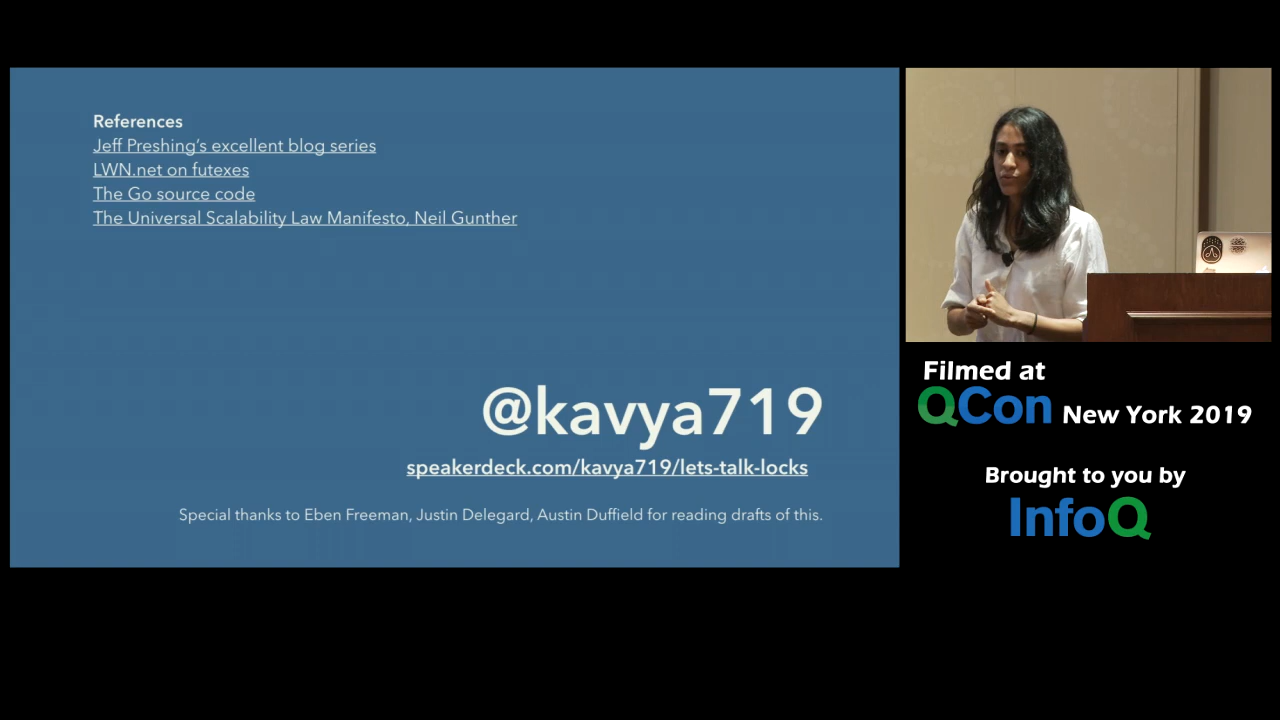 References
Jeff Preshing's excellent blog series
LWN.net on futexes
The Go source code
The Universal Scalability Law Manifesto, Neil Gunther
@kavya719
speakerdeck.com/kavya719/lets-talk-locks
Special thanks to Eben Freeman, Justin Delegard, Austin Duffield for reading drafts of this.
Filmed at
QCon New York 2019
Brought to you by
InfoQ